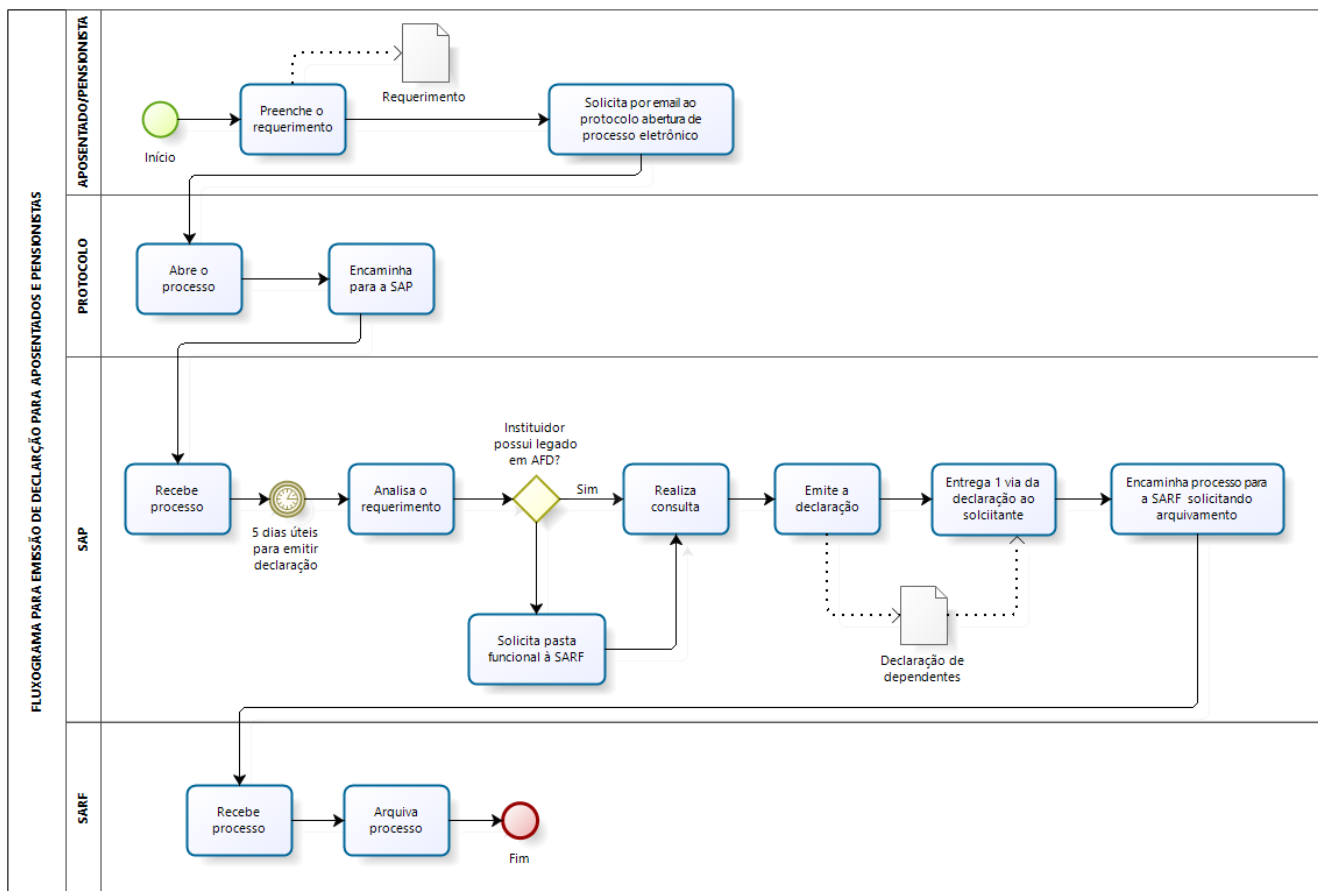 FLUXOGRAMA PARA EMISSÃO DE DECLARÇÃO PARA APOSENTADOS E PENSIONISTAS
APOSENTADO/PENSIONISTA
Início
Preenche o
requerimento
Requerimento
Solicita por email ao
protocolo abertura de
processo eletrônico
PROTOCOLO
Abre o
processo
Encaminha
para a SAP
SAP
Recebe
processo
5 dias úteis
para emitir
declaração
Analisa o
requerimento
Instituidor
possui legado
em AFD?
Sim
Solicita pasta
funcional à SARF
Realiza
consulta
Emite a
declaração
Declaração de
dependentes
Entrega 1 via da
declaração ao
solciitante
Encaminha processo para
a SARF solicitando
arquivamento
SARF
Recebe
processo
Arquiva
processo
Fim